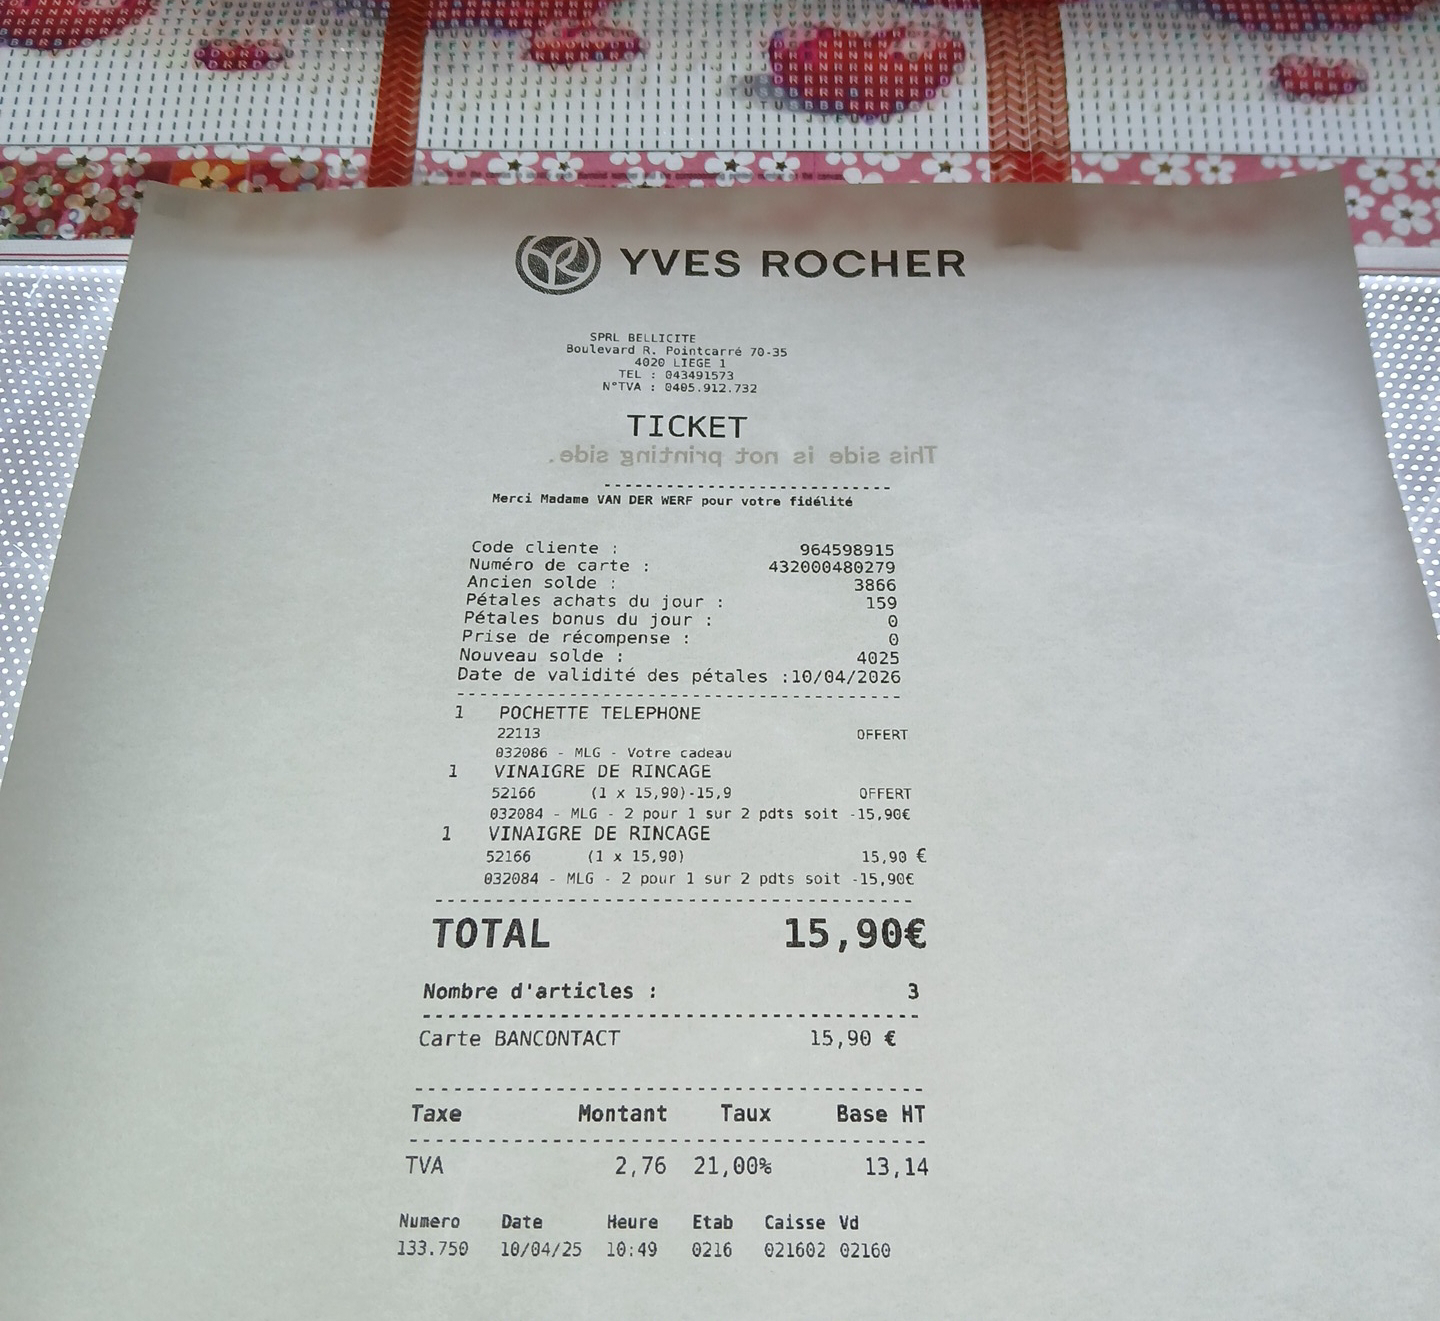 YVES ROCHER
SPRL BELLICITE
Boulevard R. Pointcarré 70-35
4020 LIEGE 1
TEL : 043491573
N°TVA : 0405.912.732
TICKET
This side is not printing side.
Merci Madame VAN DER WERF pour votre fidélité
Code cliente : 964598915
Numéro de carte : 432000480279
Ancien solde : 3866
Pétales achats du jour : 159
Pétales bonus du jour : 0
Prise de récompense : 0
Nouveau solde : 4025
Date de validité des pétales :10/04/2026
1 POCHETTE TELEPHONE
22113 OFFERT
032086 - MLG - Votre cadeau
1 VINAIGRE DE RINCAGE
52166 (1 x 15,90)-15,9 OFFERT
032084 - MLG - 2 pour 1 sur 2 pdts soit -15,90€
1 VINAIGRE DE RINCAGE
52166 (1 x 15,90) 15,90 €
032084 - MLG - 2 pour 1 sur 2 pdts soit -15,90€
TOTAL 15,90€
Nombre d'articles : 3
Carte BANCONTACT 15,90 €
Taxe Montant Taux Base HT
TVA 2,76 21,00% 13,14
Numero Date Heure Etab Caisse Vd
133.750 10/04/25 10:49 0216 021602 02160